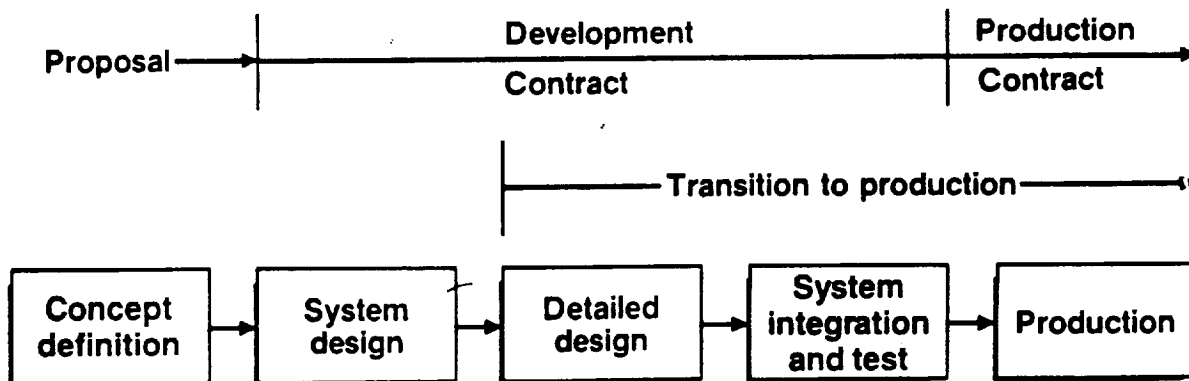 Development
Production
Proposal
Contract
Contract
Transition to production
Concept
definition
System
design
Detailed
design
System
integration
and test
Production